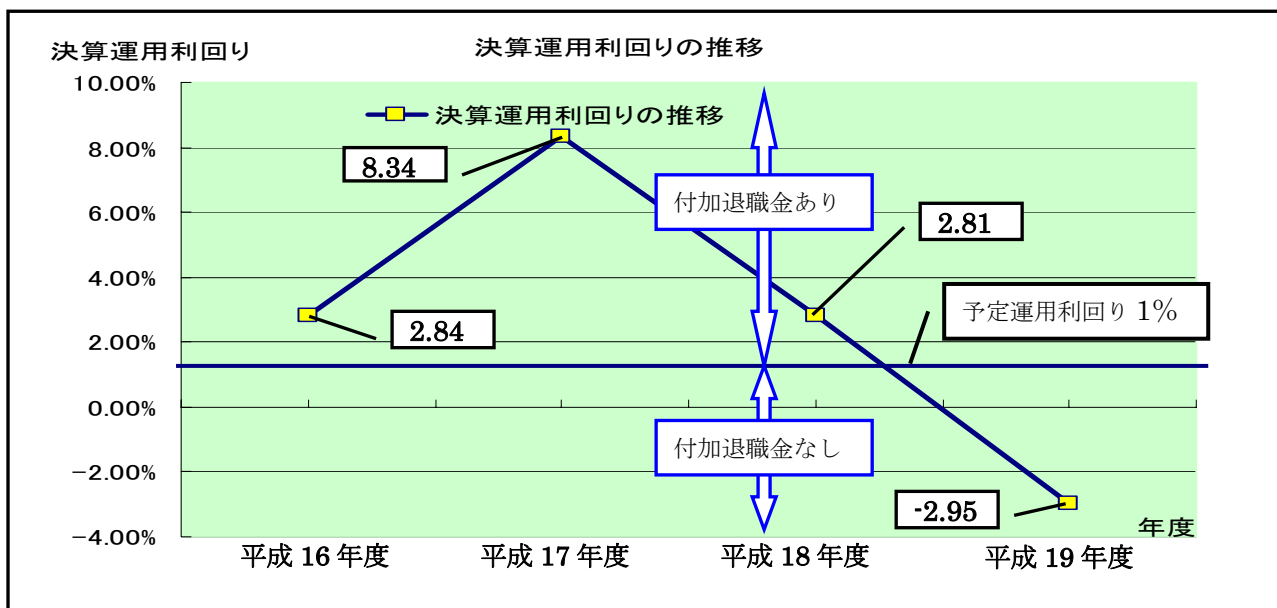 決算運用利回りの推移
決算運用利回り
10.00%
8.00%
6.00%
4.00%
2.00%
0.00%
−2.00%
−4.00%
決算運用利回りの推移
8.34
付加退職金あり
2.81
2.84
予定運用利回り 1%
付加退職金なし
-2.95
年度
平成 16 年度
平成 17 年度
平成 18 年度
平成 19 年度